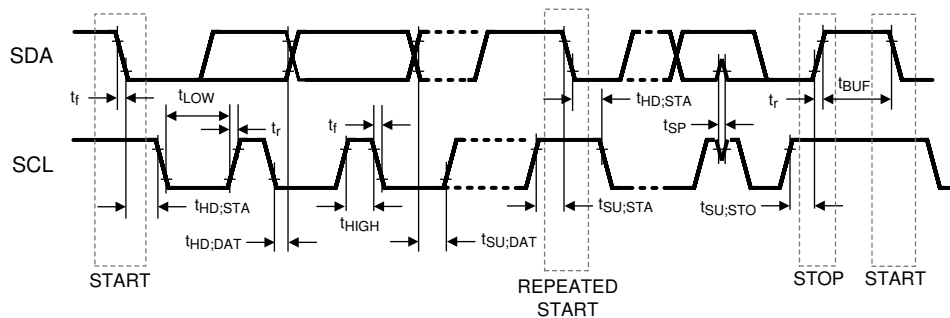 SDA
t_f
t_LOW
t_r
t_f
t_HD;STA
t_SP
t_r
t_BUF
SCL
t_HD;STA
t_HD;DAT
t_HIGH
t_SU;DAT
t_SU;STA
t_SU;STO
START
REPEATED
START
STOP
START